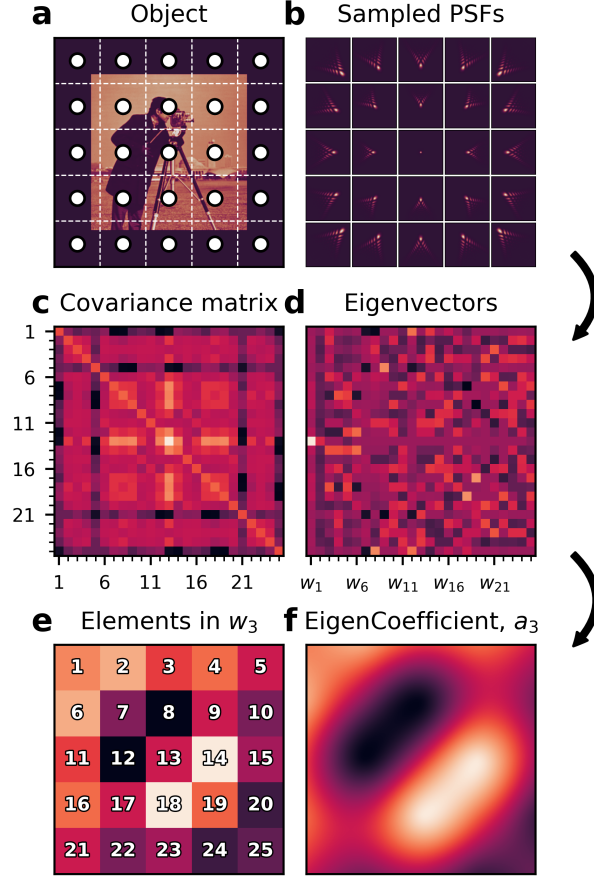 a Object
b Sampled PSFs
c Covariance matrix
d Eigenvectors
1
6
11
16
21
1 6 11 16 21
w1 w6 w11 w16 w21
e Elements in w3
f EigenCoefficient, a3
1 2 3 4 5
6 7 8 9 10
11 12 13 14 15
16 17 18 19 20
21 22 23 24 25